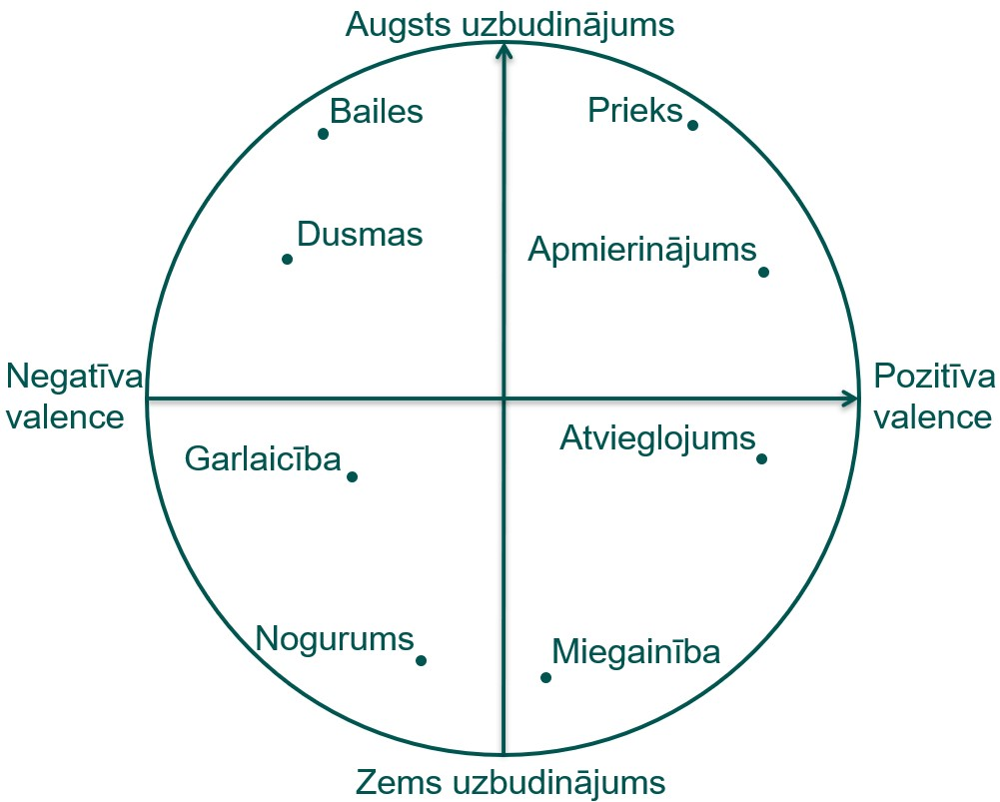 Augsts uzbudinājums
Bailes
Prieks
Dusmas
Apmierinājums
Negatīva
valence
Pozitīva
valence
Atvieglojums
Garlaicība
Nogurums
Miegainība
Zems uzbudinājums